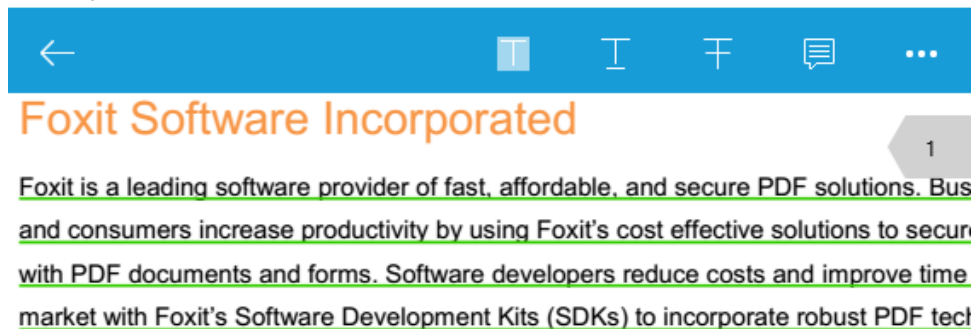 Foxit Software Incorporated
1
Foxit is a leading software provider of fast, affordable, and secure PDF solutions. Bus
and consumers increase productivity by using Foxit's cost effective solutions to secure
with PDF documents and forms. Software developers reduce costs and improve time
market with Foxit's Software Development Kits (SDKs) to incorporate robust PDF tech